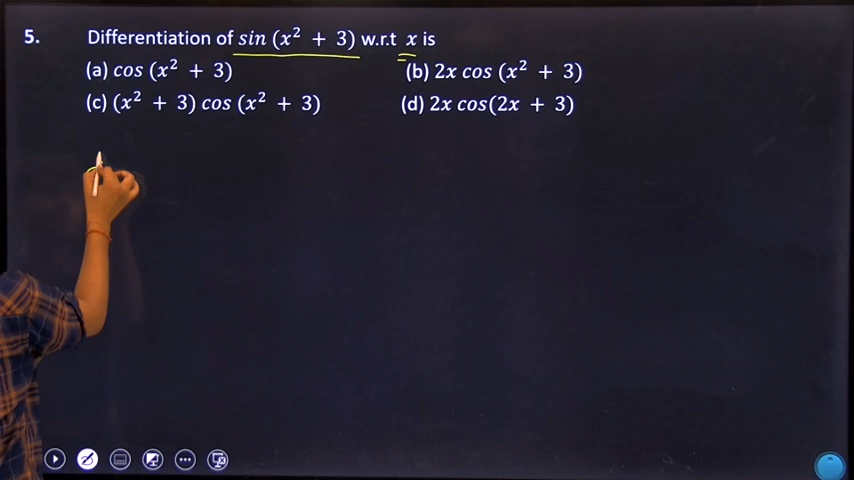 5. Differentiation of sin (x² + 3) w.r.t x is
(a) cos (x² + 3) (b) 2x cos (x² + 3)
(c) (x² + 3) cos (x² + 3) (d) 2x cos(2x + 3)